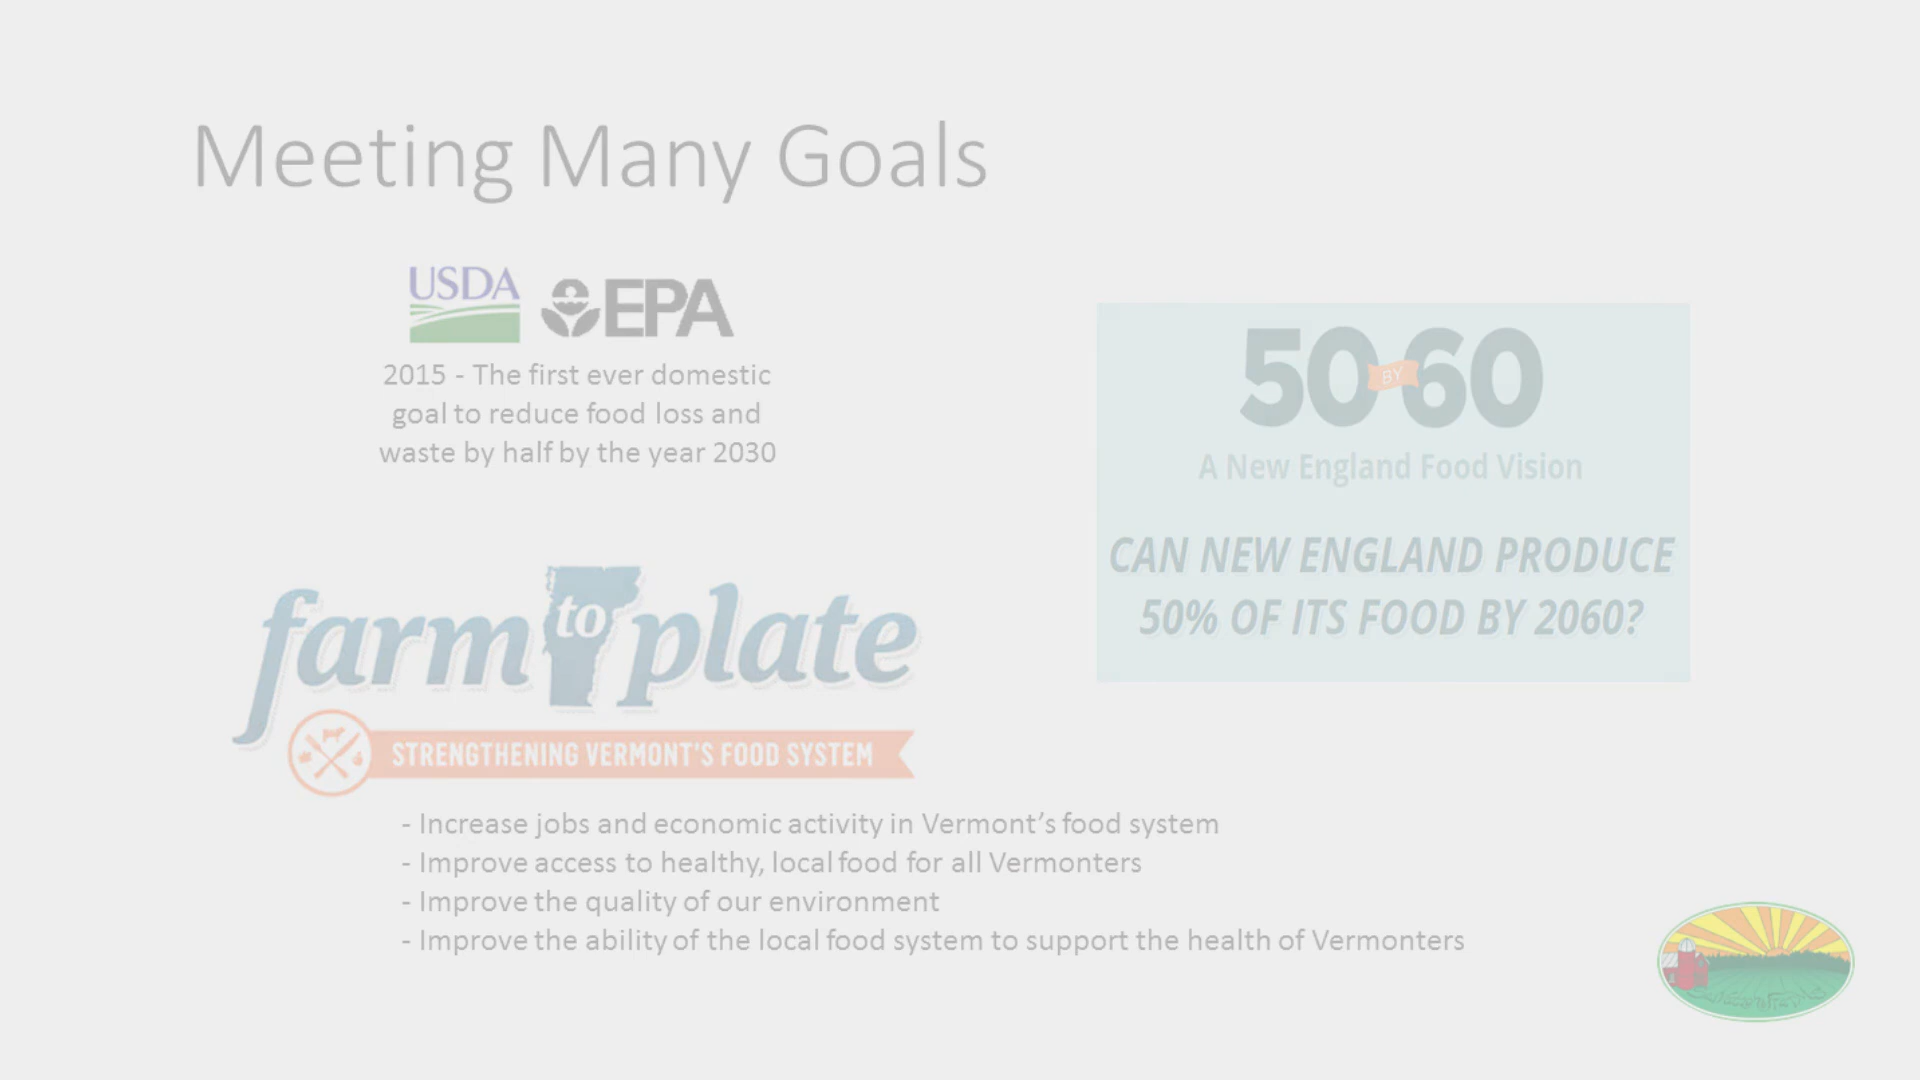 Meeting Many Goals
USDA EPA
2015 - The first ever domestic
goal to reduce food loss and
waste by half by the year 2030
50 BY 60
A New England Food Vision
CAN NEW ENGLAND PRODUCE
50% OF ITS FOOD BY 2060?
farm to plate
STRENGTHENING VERMONT'S FOOD SYSTEM
- Increase jobs and economic activity in Vermont’s food system
- Improve access to healthy, local food for all Vermonters
- Improve the quality of our environment
- Improve the ability of the local food system to support the health of Vermonters